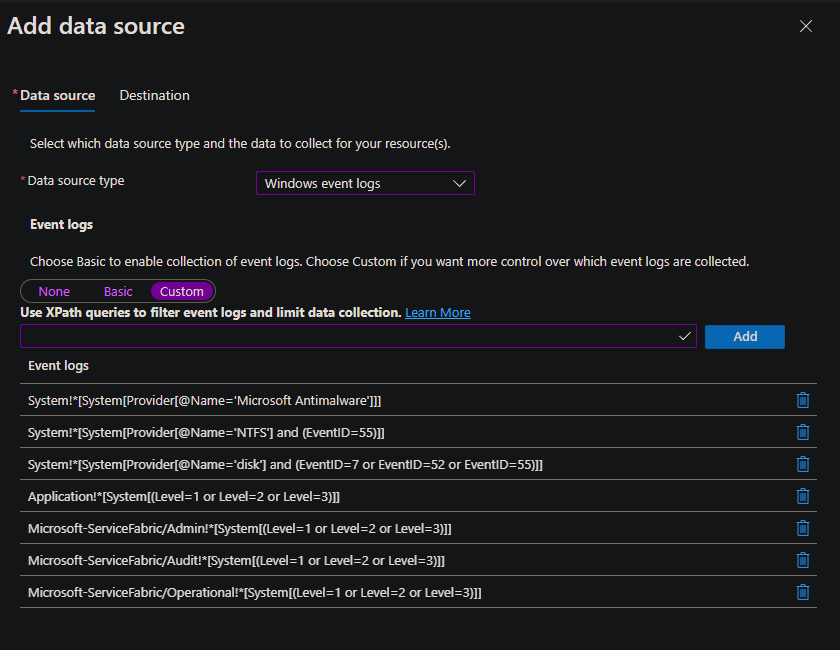 Add data source
* Data source Destination
Select which data source type and the data to collect for your resource(s).
* Data source type Windows event logs
Event logs
Choose Basic to enable collection of event logs. Choose Custom if you want more control over which event logs are collected.
None Basic Custom
Use XPath queries to filter event logs and limit data collection. Learn More
Add
Event logs
System!*[System[Provider[@Name='Microsoft Antimalware']]]
System!*[System[Provider[@Name='NTFS'] and (EventID=55)]]
System!*[System[Provider[@Name='disk'] and (EventID=7 or EventID=52 or EventID=55)]]
Application!*[System[(Level=1 or Level=2 or Level=3)]]
Microsoft-ServiceFabric/Admin!*[System[(Level=1 or Level=2 or Level=3)]]
Microsoft-ServiceFabric/Audit!*[System[(Level=1 or Level=2 or Level=3)]]
Microsoft-ServiceFabric/Operational!*[System[(Level=1 or Level=2 or Level=3)]]